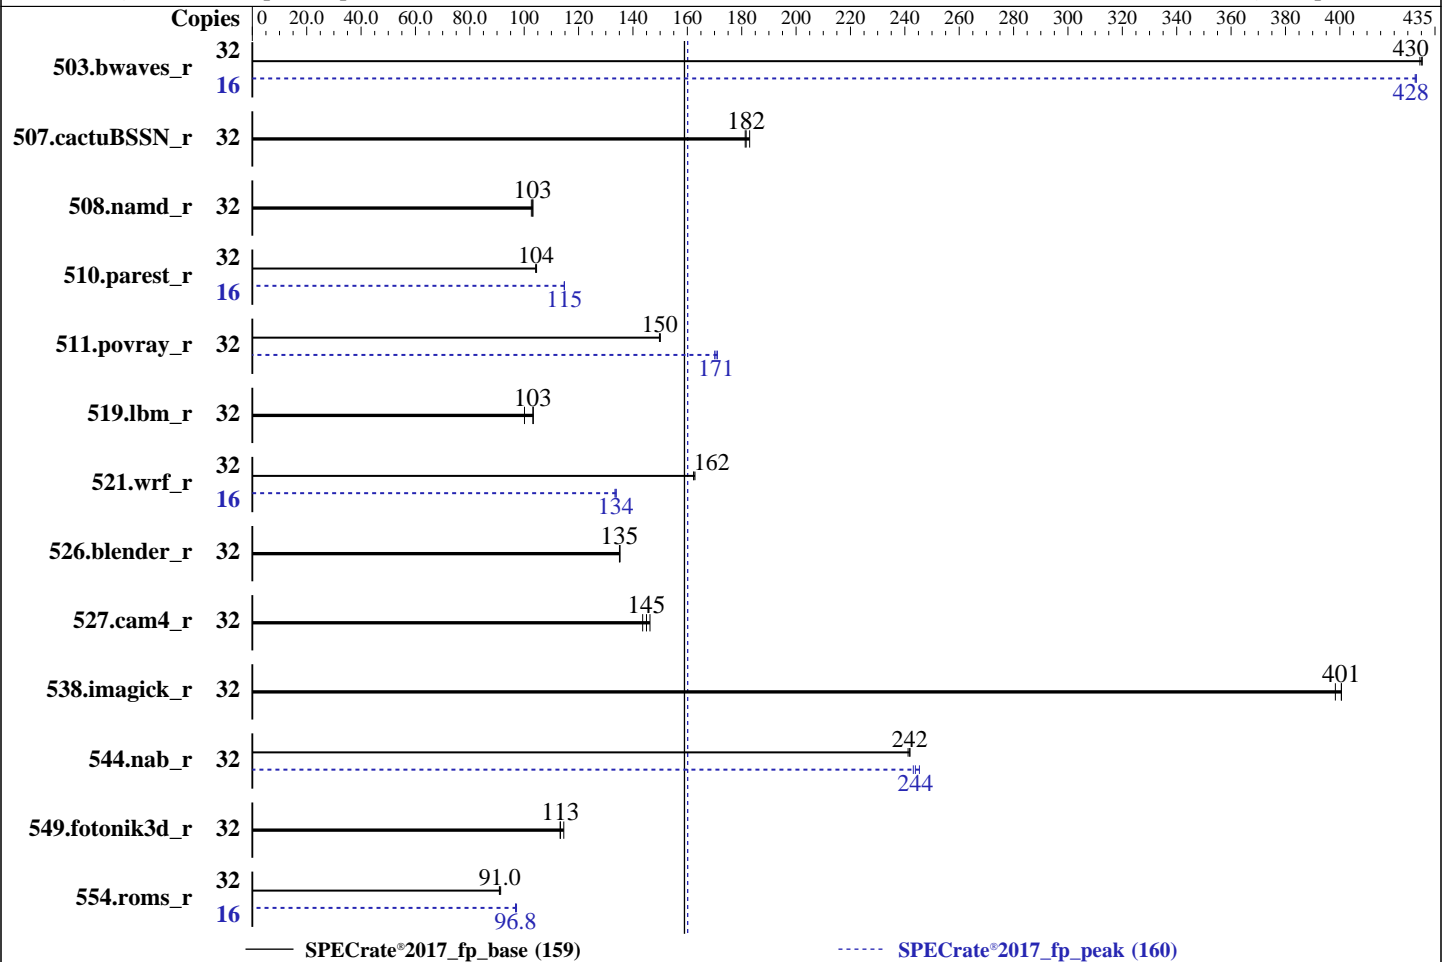 Copies 0 20.0 40.0 60.0 80.0 100 120 140 160 180 200 220 240 260 280 300 320 340 360 380 400 435
503.bwaves_r 32 430
16 428
507.cactuBSSN_r 32 182
508.namd_r 32 103
510.parest_r 32 104
16 115
511.povray_r 32 150
171
519.lbm_r 32 103
521.wrf_r 32 162
16 134
526.blender_r 32 135
527.cam4_r 32 145
538.imagick_r 32 401
544.nab_r 32 242
244
549.fotonik3d_r 32 113
554.roms_r 32 91.0
16 96.8
SPECrate®2017_fp_base (159) SPECrate®2017_fp_peak (160)